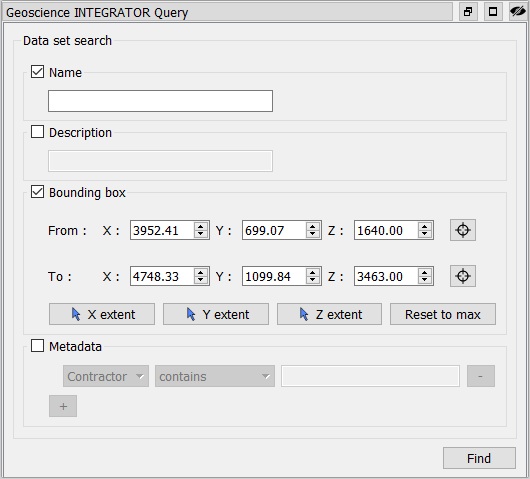 Geoscience INTEGRATOR Query
Data set search
Name
Description
Bounding box
From : X : 3952.41 Y : 699.07 Z : 1640.00
To : X : 4748.33 Y : 1099.84 Z : 3463.00
X extent Y extent Z extent Reset to max
Metadata
Contractor contains -
+
Find